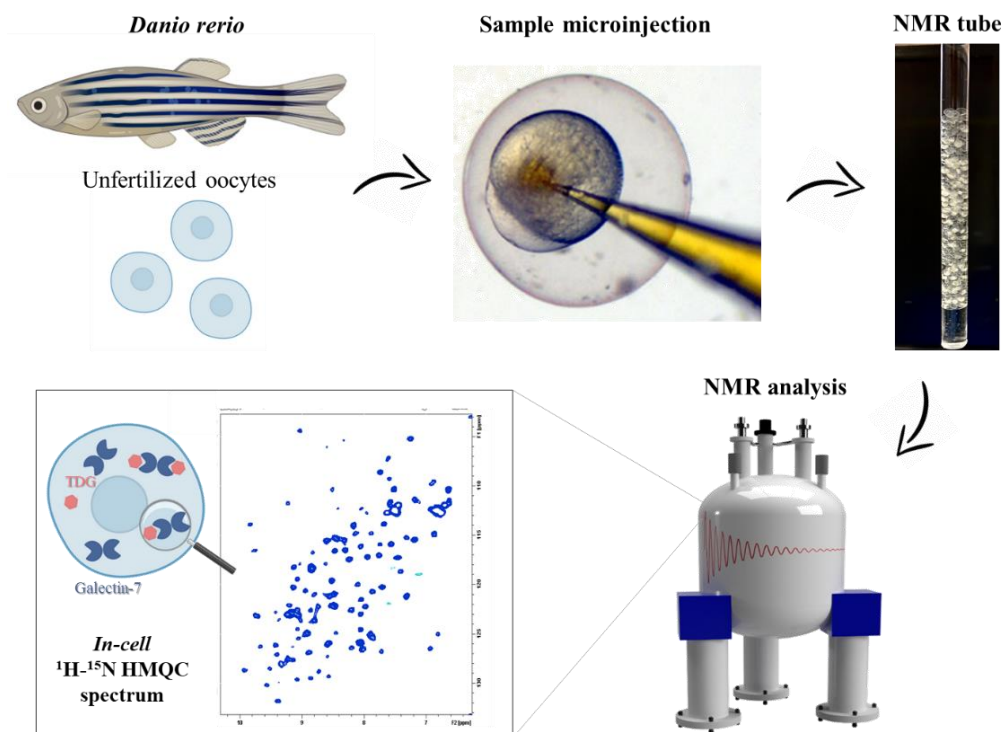 Danio rerio
Sample microinjection
NMR tube
Unfertilized oocytes
NMR analysis
TDG
Galectin-7
In-cell
¹H-¹⁵N HMQC
spectrum
F1 [ppm]
110
115
120
125
130
10
9
8
7
F2 [ppm]